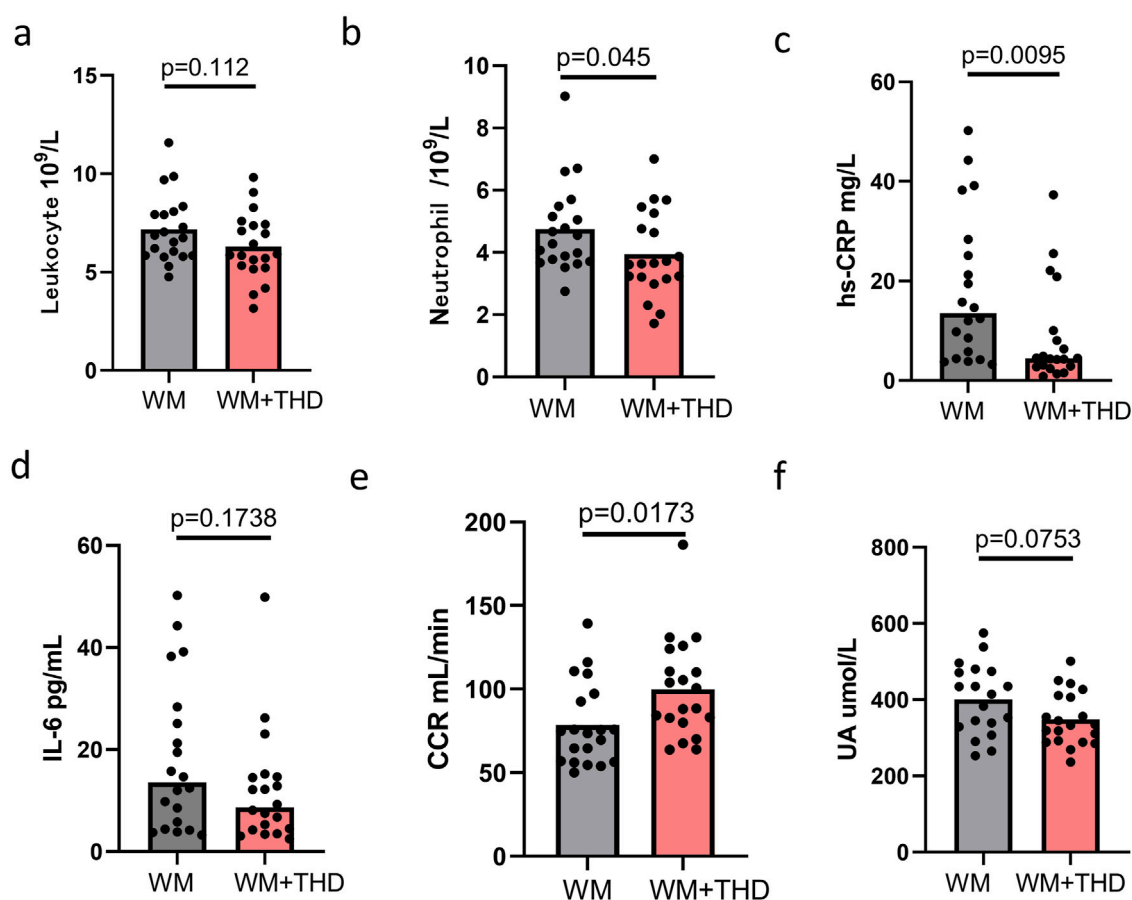 a
p=0.112
15
10
5
0
Leukocyte 10⁹/L
WM
WM+THD
b
p=0.045
10
8
6
4
2
0
Neutrophil /10⁹/L
WM
WM+THD
c
p=0.0095
60
40
20
0
hs-CRP mg/L
WM
WM+THD
d
p=0.1738
60
40
20
0
IL-6 pg/mL
WM
WM+THD
e
p=0.0173
200
150
100
50
0
CCR mL/min
WM
WM+THD
f
p=0.0753
800
600
400
200
0
UA umol/L
WM
WM+THD